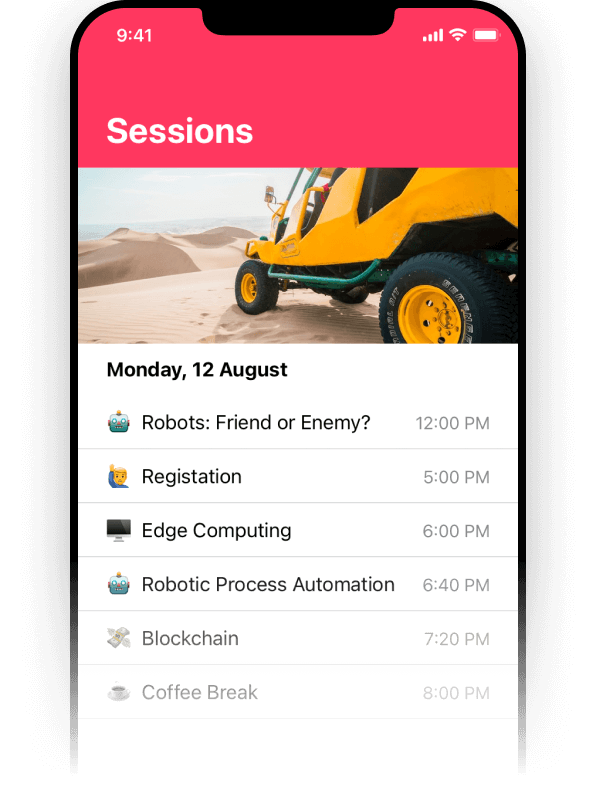 9:41
Sessions
Monday, 12 August
Robots: Friend or Enemy? 12:00 PM
Registation 5:00 PM
Edge Computing 6:00 PM
Robotic Process Automation 6:40 PM
Blockchain 7:20 PM
Coffee Break 8:00 PM